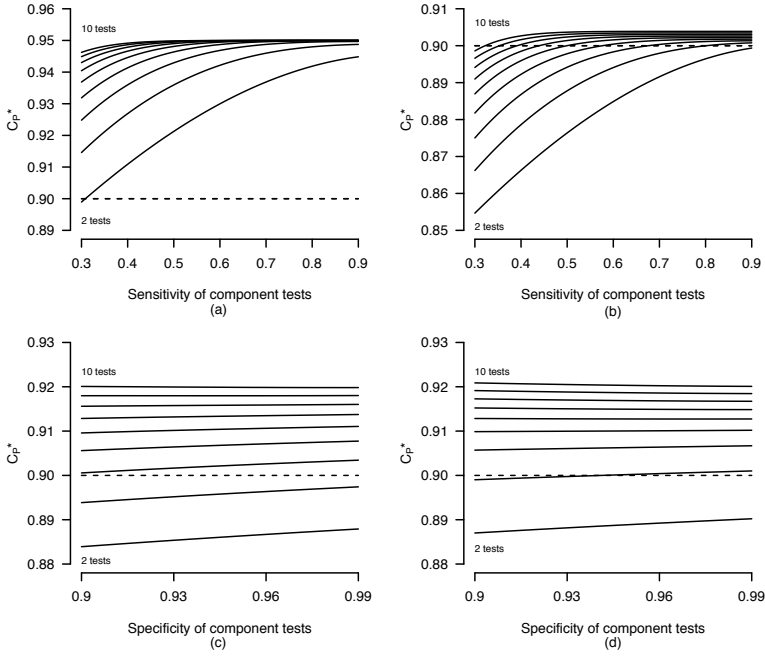 0.96
0.95
0.94
0.93
0.92
0.91
0.90
0.89
10 tests
2 tests
CP*
0.3 0.4 0.5 0.6 0.7 0.8 0.9
Sensitivity of component tests
(a)
0.91
0.90
0.89
0.88
0.87
0.86
0.85
10 tests
2 tests
CP*
0.3 0.4 0.5 0.6 0.7 0.8 0.9
Sensitivity of component tests
(b)
0.93
0.92
0.91
0.90
0.89
0.88
10 tests
2 tests
CP*
0.9 0.93 0.96 0.99
Specificity of component tests
(c)
0.93
0.92
0.91
0.90
0.89
0.88
10 tests
2 tests
CP*
0.9 0.93 0.96 0.99
Specificity of component tests
(d)